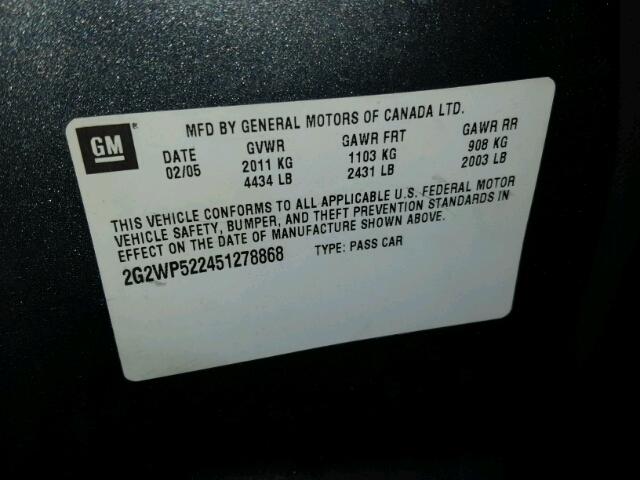 GM
MFD BY GENERAL MOTORS OF CANADA LTD.
DATE GVWR GAWR FRT GAWR RR
02/05 2011 KG 1103 KG 908 KG
4434 LB 2431 LB 2003 LB
THIS VEHICLE CONFORMS TO ALL APPLICABLE U.S. FEDERAL MOTOR
VEHICLE SAFETY, BUMPER, AND THEFT PREVENTION STANDARDS IN
EFFECT ON THE DATE OF MANUFACTURE SHOWN ABOVE.
2G2WP522451278868 TYPE: PASS CAR